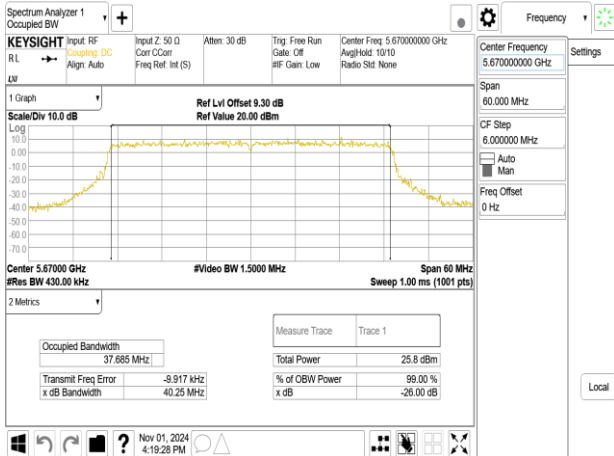 Spectrum Analyzer 1
Occupied BW
+
Frequency
KEYSIGHT
RL
Input: RF
Coupling: DC
Align: Auto
Input Z: 50 Ω
Corr CCorr
Freq Ref: Int (S)
Atten: 30 dB
Trig: Free Run
Gate: Off
#IF Gain: Low
Center Freq: 5.670000000 GHz
Avg|Hold: 10/10
Radio Std: None
LXI
Center Frequency
5.670000000 GHz
Settings
Span
60.000 MHz
CF Step
6.000000 MHz
Auto
Man
Freq Offset
0 Hz
Local
1 Graph
Scale/Div 10.0 dB
Ref Lvl Offset 9.30 dB
Ref Value 20.00 dBm
Log
10.0
0.00
-10.0
-20.0
-30.0
-40.0
-50.0
-60.0
-70.0
Center 5.67000 GHz
#Video BW 1.5000 MHz
Span 60 MHz
#Res BW 430.00 kHz
Sweep 1.00 ms (1001 pts)
2 Metrics
Measure Trace Trace 1
Occupied Bandwidth
37.685 MHz
Total Power 25.8 dBm
Transmit Freq Error -9.917 kHz
% of OBW Power 99.00 %
x dB Bandwidth 40.25 MHz
x dB -26.00 dB
?
Nov 01, 2024
4:19:28 PM